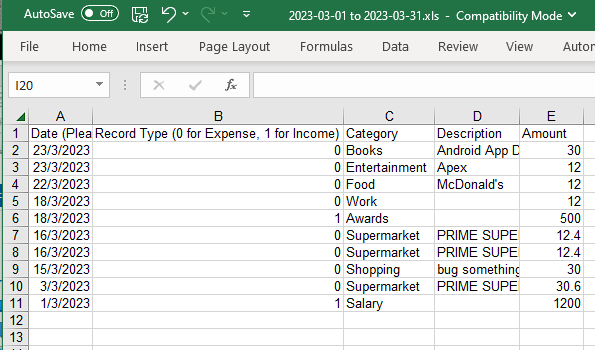 AutoSave Off 2023-03-01 to 2023-03-31.xls - Compatibility Mode
File Home Insert Page Layout Formulas Data Review View
I20 fx
A B C D E
1 Date (Plea Record Type (0 for Expense, 1 for Income) Category Description Amount
2 23/3/2023 0 Books Android App D 30
3 23/3/2023 0 Entertainment Apex 12
4 22/3/2023 0 Food McDonald's 12
5 18/3/2023 0 Work 12
6 18/3/2023 1 Awards 500
7 16/3/2023 0 Supermarket PRIME SUPE 12.4
8 16/3/2023 0 Supermarket PRIME SUPE 12.4
9 15/3/2023 0 Shopping bug something 30
10 3/3/2023 0 Supermarket PRIME SUPE 30.6
11 1/3/2023 1 Salary 1200
12
13